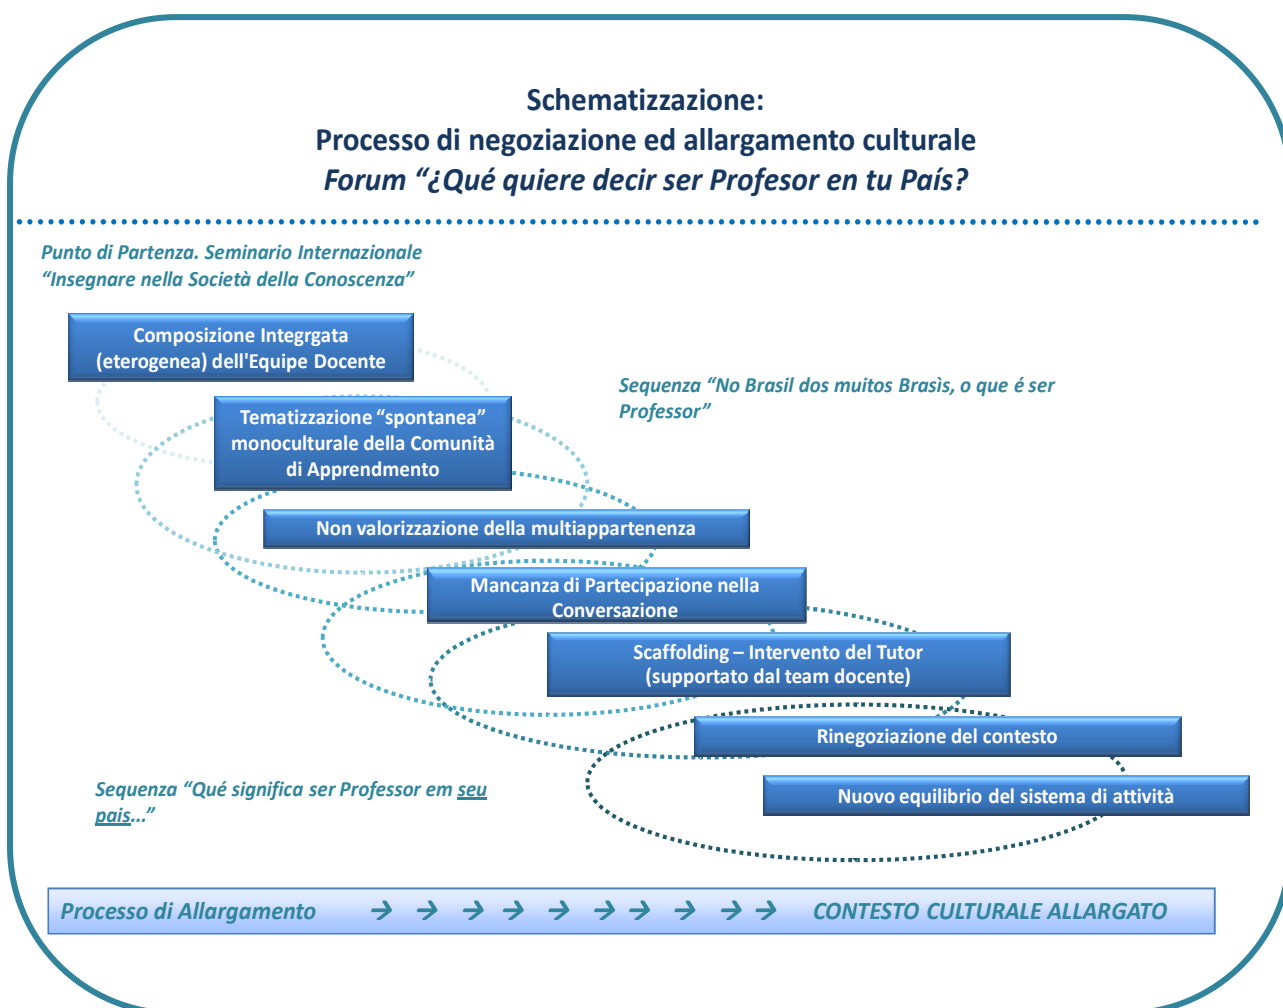 Schematizzazione:
Processo di negoziazione ed allargamento culturale
Forum “¿Qué quiere decir ser Profesor en tu País?
Punto di Partenza. Seminario Internazionale
“Insegnare nella Società della Conoscenza”
Composizione Integrgata
(eterogenea) dell'Equipe Docente
Sequenza “No Brasil dos muitos Brasìs, o que é ser
Professor”
Tematizzazione “spontanea”
monoculturale della Comunità
di Apprendmento
Non valorizzazione della multiappartenenza
Mancanza di Partecipazione nella
Conversazione
Scaffolding – Intervento del Tutor
(supportato dal team docente)
Rinegoziazione del contesto
Nuovo equilibrio del sistema di attività
Sequenza “Qué significa ser Professor em seu
pais...”
Processo di Allargamento → → → → → → → → → → CONTESTO CULTURALE ALLARGATO